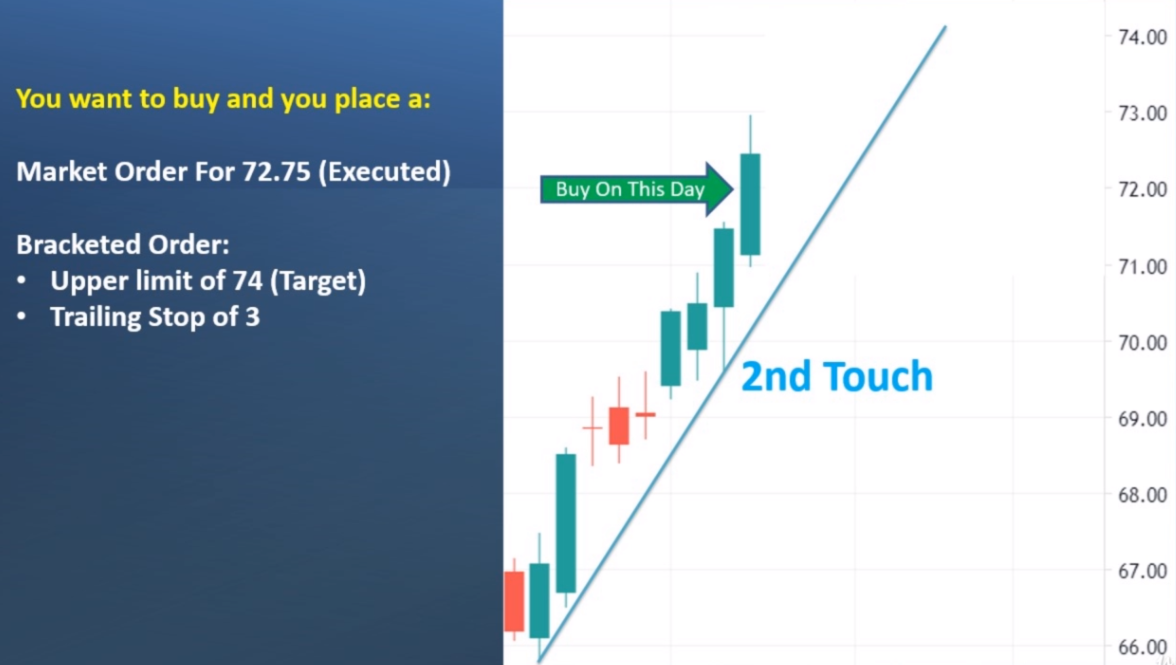 You want to buy and you place a:
Market Order For 72.75 (Executed)
Bracketed Order:
• Upper limit of 74 (Target)
• Trailing Stop of 3
Buy On This Day
2nd Touch
74.00
73.00
72.00
71.00
70.00
69.00
68.00
67.00
66.00